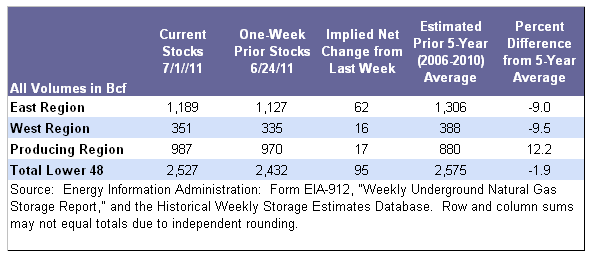 All Volumes in Bcf Current Stocks 7/1//11 One-Week Prior Stocks 6/24/11 Implied Net Change from Last Week Estimated Prior 5-Year (2006-2010) Average Percent Difference from 5-Year Average
East Region 1,189 1,127 62 1,306 -9.0
West Region 351 335 16 388 -9.5
Producing Region 987 970 17 880 12.2
Total Lower 48 2,527 2,432 95 2,575 -1.9
Source: Energy Information Administration: Form EIA-912, "Weekly Underground Natural Gas
Storage Report," and the Historical Weekly Storage Estimates Database. Row and column sums
may not equal totals due to independent rounding.